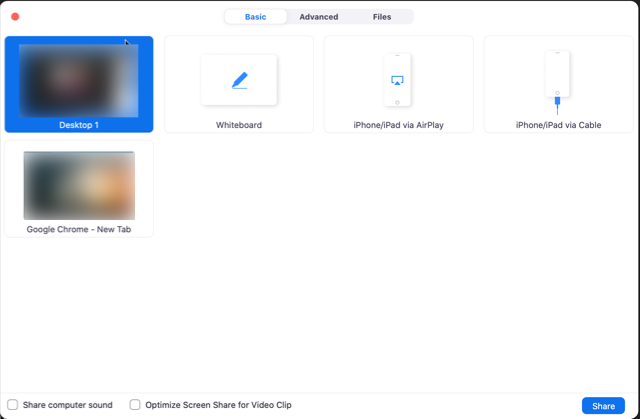 Basic
Advanced
Files
Desktop 1
Whiteboard
iPhone/iPad via AirPlay
iPhone/iPad via Cable
Google Chrome - New Tab
Share computer sound
Optimize Screen Share for Video Clip
Share